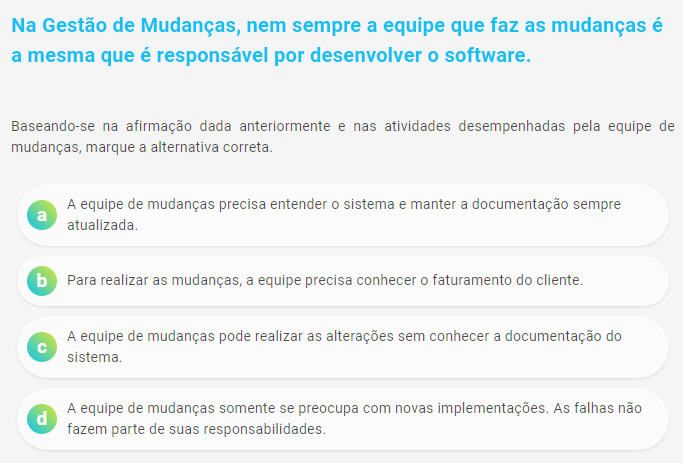 Na Gestão de Mudanças, nem sempre a equipe que faz as mudanças é
a mesma que é responsável por desenvolver o software.
Baseando-se na afirmação dada anteriormente e nas atividades desempenhadas pela equipe de
mudanças, marque a alternativa correta.
a A equipe de mudanças precisa entender o sistema e manter a documentação sempre
atualizada.
b Para realizar as mudanças, a equipe precisa conhecer o faturamento do cliente.
c A equipe de mudanças pode realizar as alterações sem conhecer a documentação do
sistema.
d A equipe de mudanças somente se preocupa com novas implementações. As falhas não
fazem parte de suas responsabilidades.